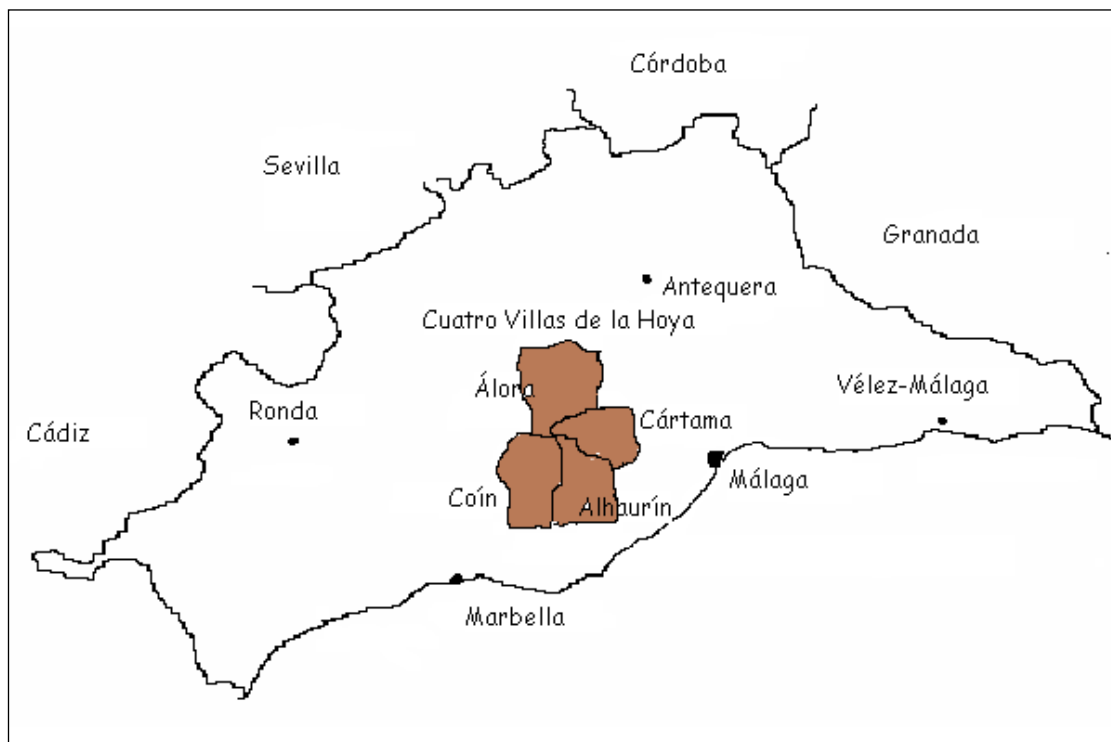 Córdoba
Sevilla
Granada
Antequera
Cuatro Villas de la Hoya
Álora
Vélez-Málaga
Ronda
Cártama
Cádiz
Málaga
Coín
Alhaurín
Marbella